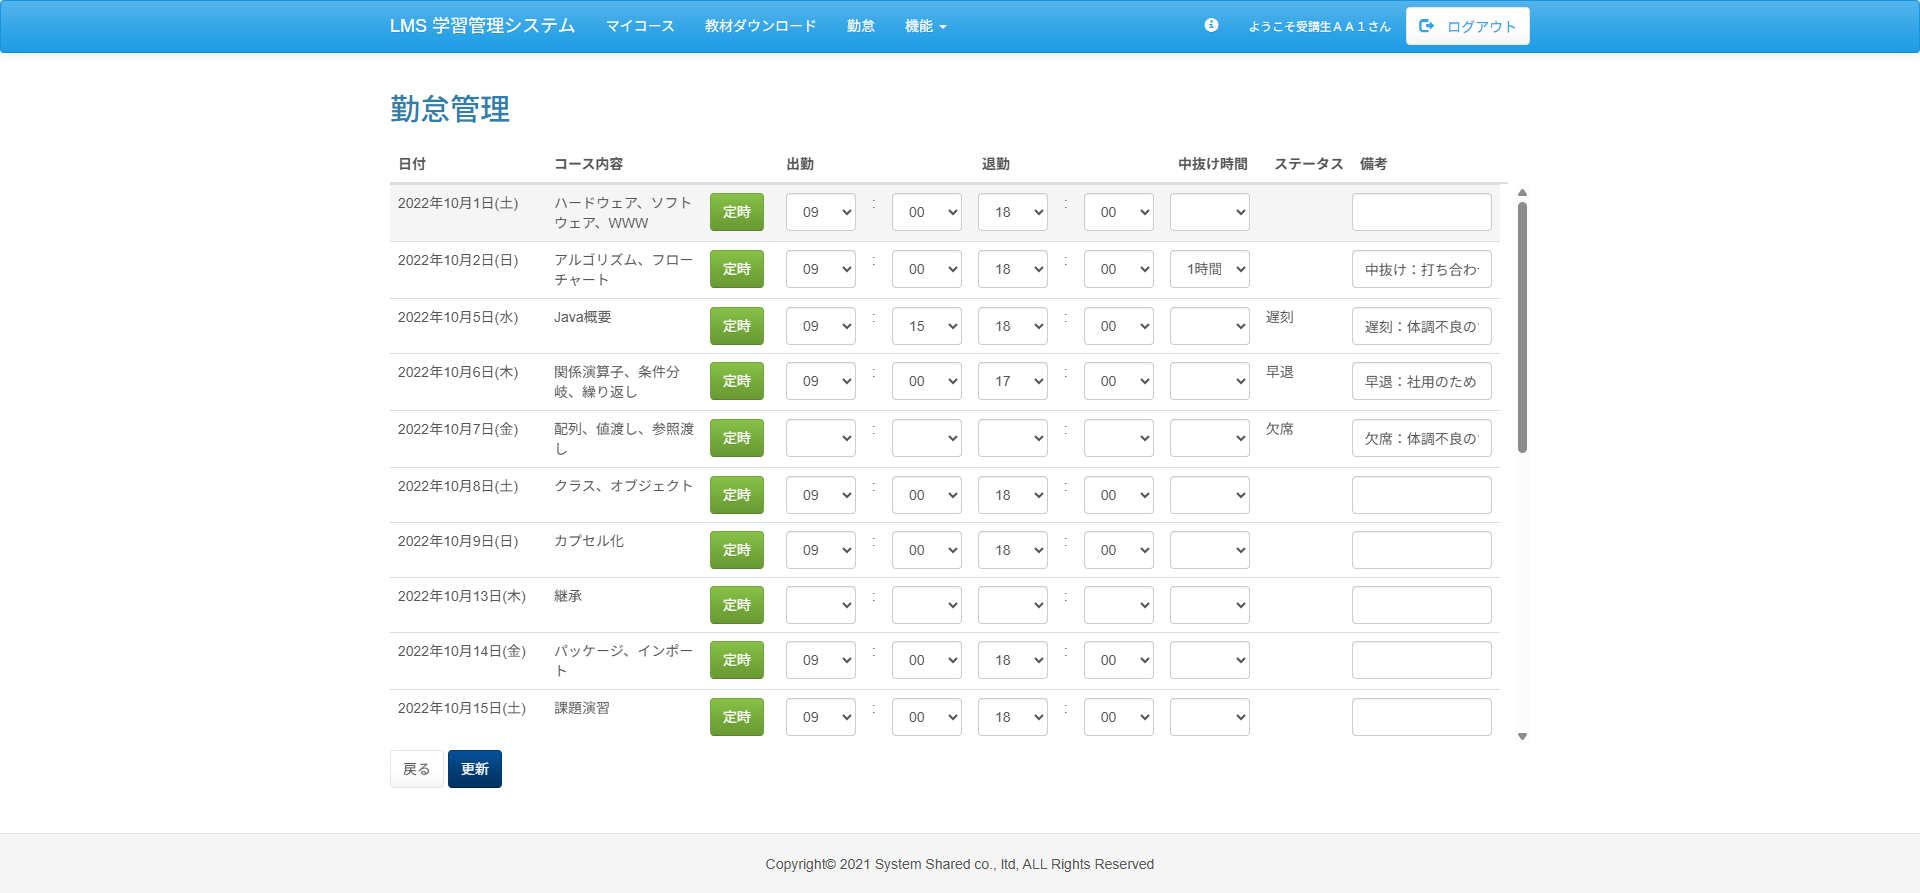 LMS 学習管理システム マイコース 教材ダウンロード 勤怠 機能 ようこそ受講生ＡＡ１さん ログアウト
勤怠管理
日付 コース内容 出勤 退勤 中抜け時間 ステータス 備考
2022年10月1日(土) ハードウェア、ソフト
ウェア、WWW 定時 09 : 00 18 : 00
2022年10月2日(日) アルゴリズム、フロー
チャート 定時 09 : 00 18 : 00 1時間 中抜け：打ち合わ
2022年10月5日(水) Java概要 定時 09 : 15 18 : 00 遅刻 遅刻：体調不良の
2022年10月6日(木) 関係演算子、条件分
岐、繰り返し 定時 09 : 00 17 : 00 早退 早退：社用のため
2022年10月7日(金) 配列、値渡し、参照渡
し 定時 : : 欠席 欠席：体調不良の
2022年10月8日(土) クラス、オブジェクト 定時 09 : 00 18 : 00
2022年10月9日(日) カプセル化 定時 09 : 00 18 : 00
2022年10月13日(木) 継承 定時 : :
2022年10月14日(金) パッケージ、インポー
ト 定時 09 : 00 18 : 00
2022年10月15日(土) 課題演習 定時 09 : 00 18 : 00
戻る 更新
Copyright© 2021 System Shared co., ltd, ALL Rights Reserved